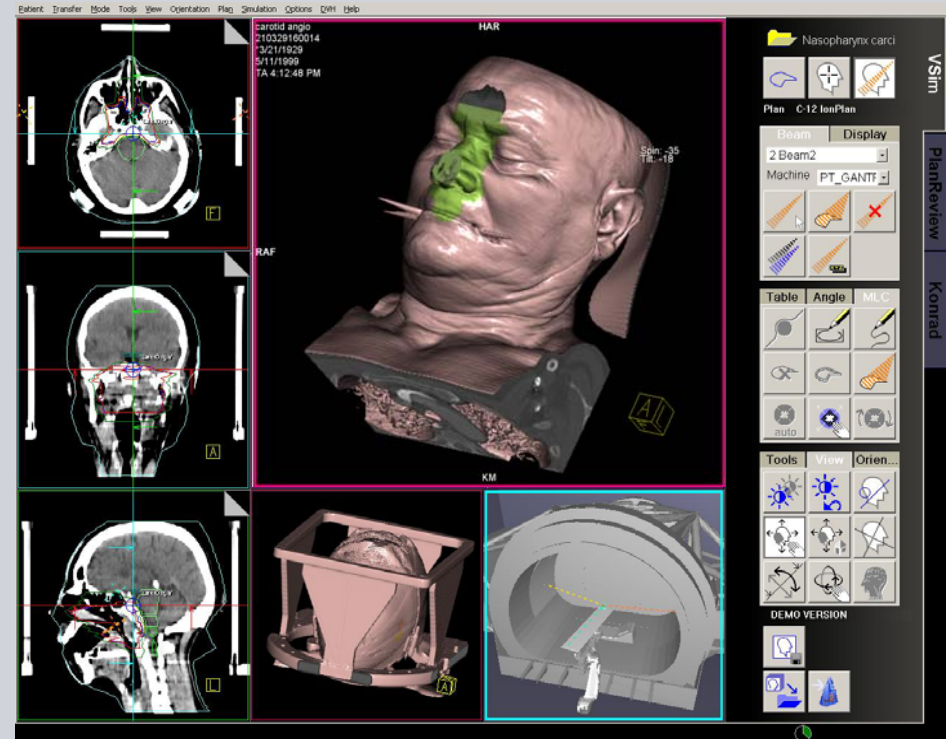 Patient Transfer Mode Tools View Orientation Plan Simulation Options DVH Help
carotid angio
210329160014
*3/21/1929
5/11/1999
TA 4:12:48 PM
HAR
Spin: -35
Tilt: -18
RAF
KM
F
A
L
A
A
Nasopharynx carci
Plan C-12 IonPlan
Beam Display
2 Beam2
Machine PT_GANTF
Table Angle MLC
auto
Tools View Orien...
DEMO VERSION
VSim
PlanReview
Konrad